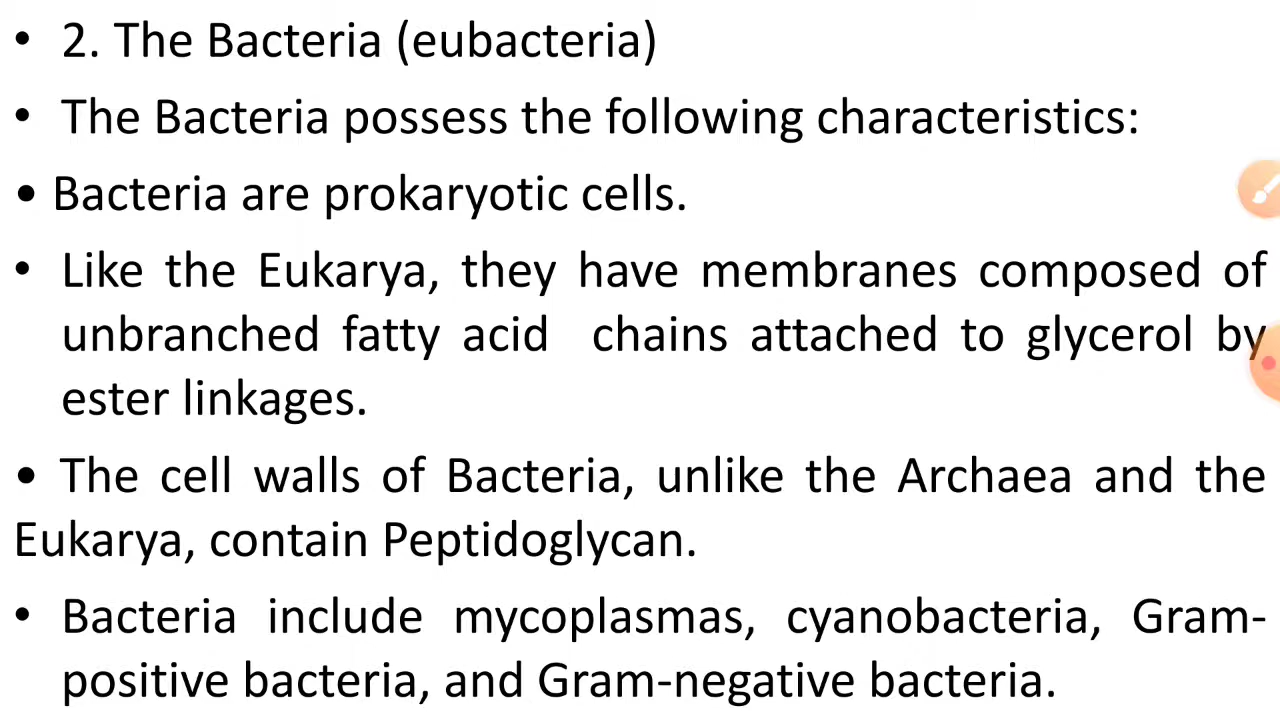 • 2. The Bacteria (eubacteria)
• The Bacteria possess the following characteristics:
• Bacteria are prokaryotic cells.
• Like the Eukarya, they have membranes composed of
unbranched fatty acid  chains attached to glycerol by
ester linkages.
• The cell walls of Bacteria, unlike the Archaea and the
Eukarya, contain Peptidoglycan.
• Bacteria include mycoplasmas, cyanobacteria, Gram-
positive bacteria, and Gram-negative bacteria.